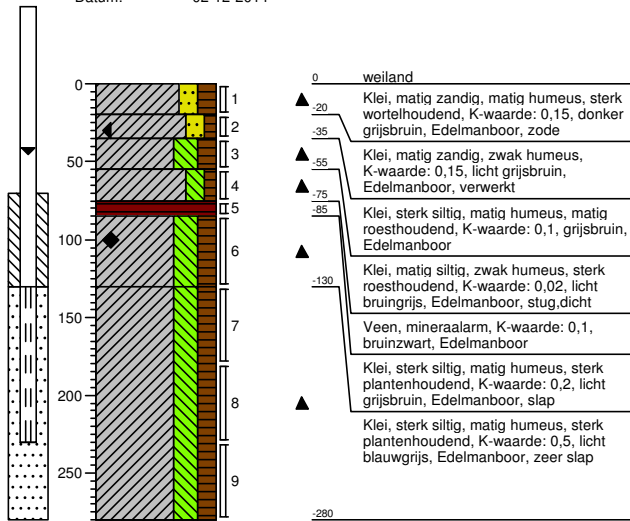 0
50
100
150
200
250
1
2
3
4
5
6
7
8
9
0 weiland
Klei, matig zandig, matig humeus, sterk
wortelhoudend, K-waarde: 0,15, donker
grijsbruin, Edelmanboor, zode
-20
Klei, matig zandig, zwak humeus,
K-waarde: 0,15, licht grijsbruin,
Edelmanboor, verwerkt
-35
Klei, sterk siltig, matig humeus, matig
roesthoudend, K-waarde: 0,1, grijsbruin,
Edelmanboor
-55
Klei, matig siltig, zwak humeus, sterk
roesthoudend, K-waarde: 0,02, licht
bruingrijs, Edelmanboor, stug,dicht
-75
Veen, mineraalarm, K-waarde: 0,1,
bruinzwart, Edelmanboor
-85
Klei, sterk siltig, matig humeus, sterk
plantenhoudend, K-waarde: 0,2, licht
grijsbruin, Edelmanboor, slap
-130
Klei, sterk siltig, matig humeus, sterk
plantenhoudend, K-waarde: 0,5, licht
blauwgrijs, Edelmanboor, zeer slap
-280